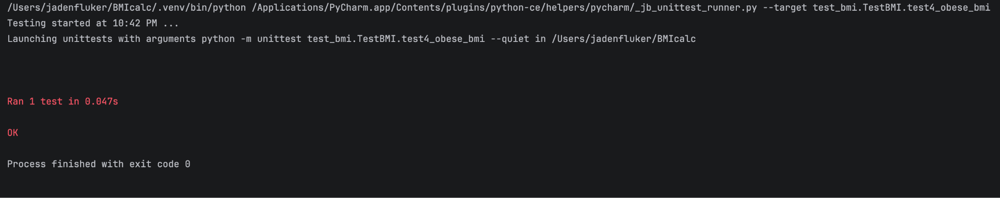 /Users/jadenfluker/BMIcalc/.venv/bin/python /Applications/PyCharm.app/Contents/plugins/python-ce/helpers/pycharm/_jb_unittest_runner.py --target test_bmi.TestBMI.test4_obese_bmi
Testing started at 10:42 PM ...
Launching unittests with arguments python -m unittest test_bmi.TestBMI.test4_obese_bmi --quiet in /Users/jadenfluker/BMIcalc
Ran 1 test in 0.047s
OK
Process finished with exit code 0